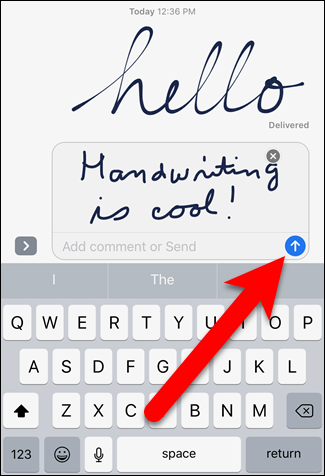 Today 12:36 PM
hello
Delivered
Handwriting
is cool!
Add comment or Send
I The
Q W E R T Y U I O P
A S D F G H J K L
Z X C B N M
123 space return